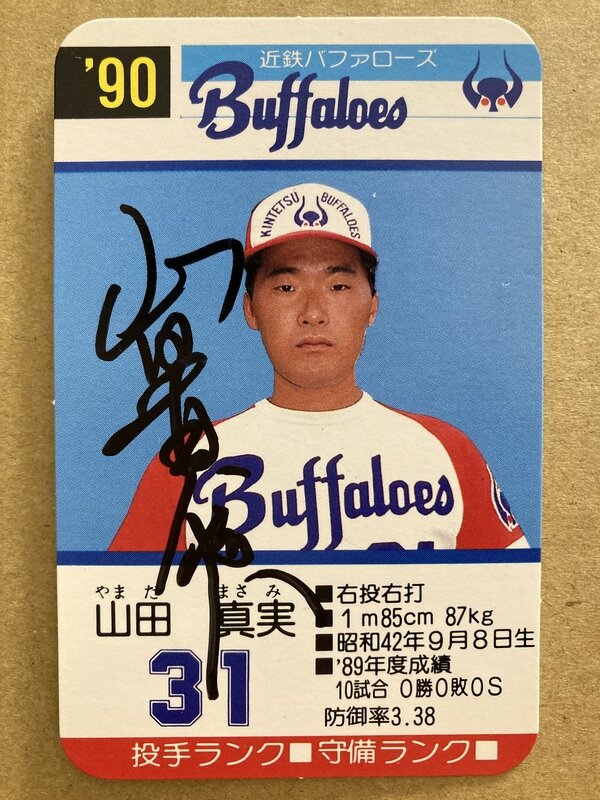 '90
近鉄バファローズ
Buffaloes
KINTETSU BUFFALOES
Buffaloes
やまだ まさみ
山田 真実
31
■右投右打
■1m85cm 87kg
■昭和42年9月8日生
■'89年度成績
10試合 0勝0敗0S
防御率3.38
投手ランク□ 守備ランク□